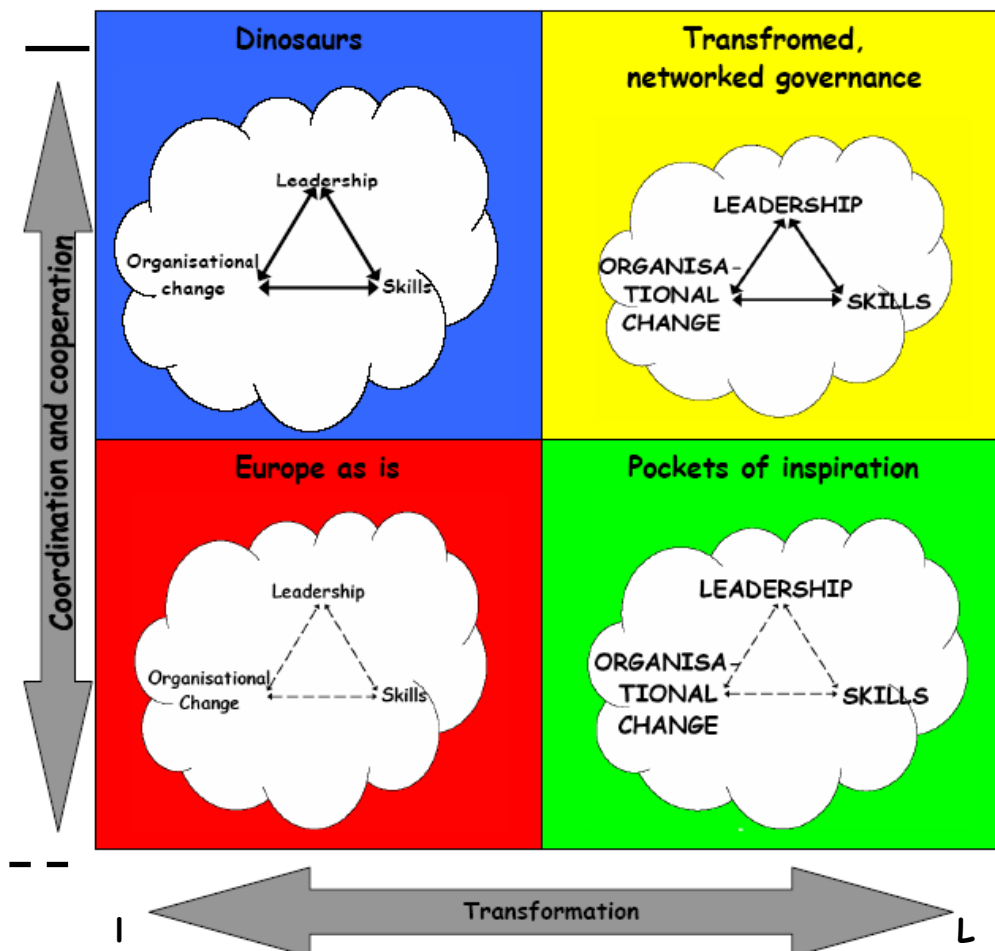 Dinosaurs
Transfromed,
networked governance
Leadership
Organisational
change
Skills
LEADERSHIP
ORGANISA-
TIONAL
CHANGE
SKILLS
Coordination and cooperation
Europe as is
Pockets of inspiration
Leadership
Organisational
Change
Skills
LEADERSHIP
ORGANISA-
TIONAL
CHANGE
SKILLS
Transformation
l
L